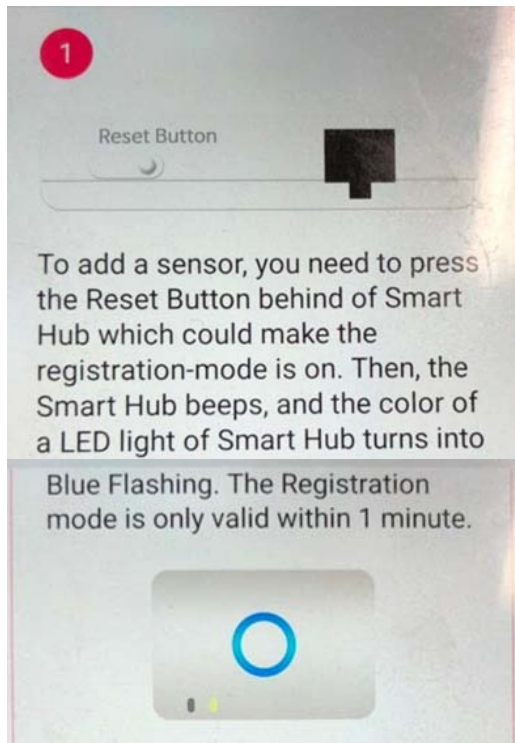 1
Reset Button
To add a sensor, you need to press
the Reset Button behind of Smart
Hub which could make the
registration-mode is on. Then, the
Smart Hub beeps, and the color of
a LED light of Smart Hub turns into
Blue Flashing. The Registration
mode is only valid within 1 minute.